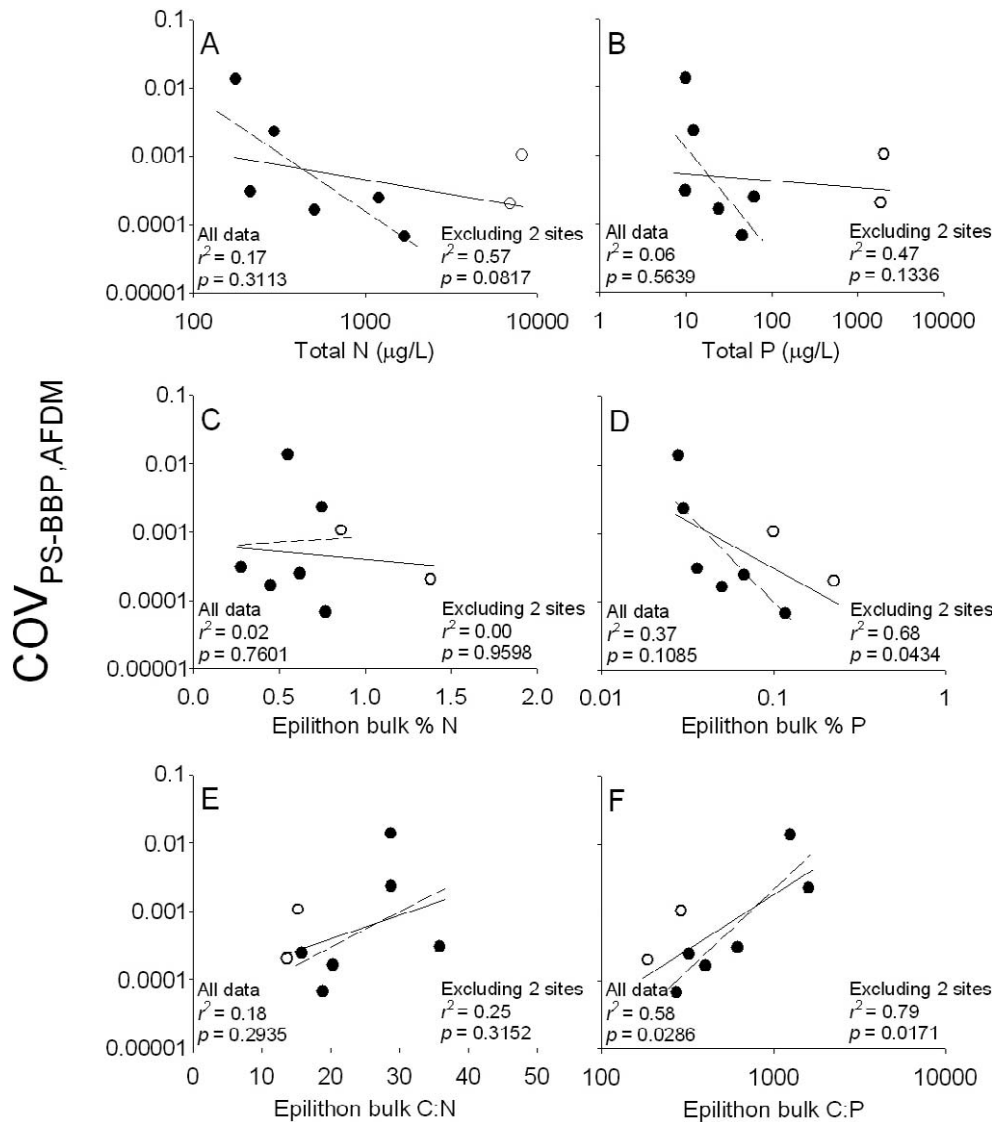 COV PS-BBP,AFDM
A
0.1
0.01
0.001
0.0001
0.00001
All data
r² = 0.17
p = 0.3113
Excluding 2 sites
r² = 0.57
p = 0.0817
100 1000 10000
Total N (µg/L)
B
All data
r² = 0.06
p = 0.5639
Excluding 2 sites
r² = 0.47
p = 0.1336
1 10 100 1000 10000
Total P (µg/L)
C
0.1
0.01
0.001
0.0001
0.00001
All data
r² = 0.02
p = 0.7601
Excluding 2 sites
r² = 0.00
p = 0.9598
0.0 0.5 1.0 1.5 2.0
Epilithon bulk % N
D
All data
r² = 0.37
p = 0.1085
Excluding 2 sites
r² = 0.68
p = 0.0434
0.01 0.1 1
Epilithon bulk % P
E
0.1
0.01
0.001
0.0001
0.00001
All data
r² = 0.18
p = 0.2935
Excluding 2 sites
r² = 0.25
p = 0.3152
0 10 20 30 40 50
Epilithon bulk C:N
F
All data
r² = 0.58
p = 0.0286
Excluding 2 sites
r² = 0.79
p = 0.0171
100 1000 10000
Epilithon bulk C:P